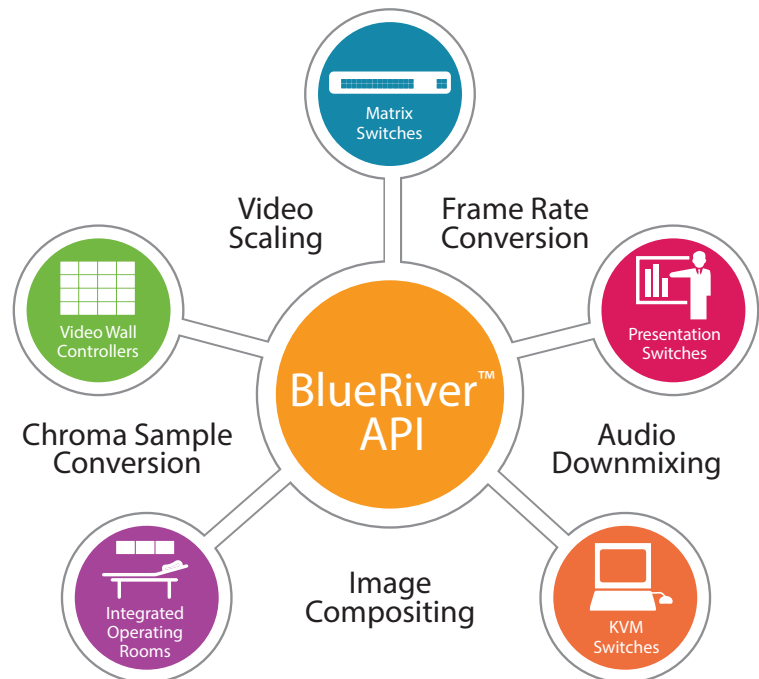 Matrix
Switches
Video
Scaling
Frame Rate
Conversion
Video Wall
Controllers
Presentation
Switches
BlueRiver™
API
Chroma Sample
Conversion
Audio
Downmixing
Integrated
Operating
Rooms
Image
Compositing
KVM
Switches